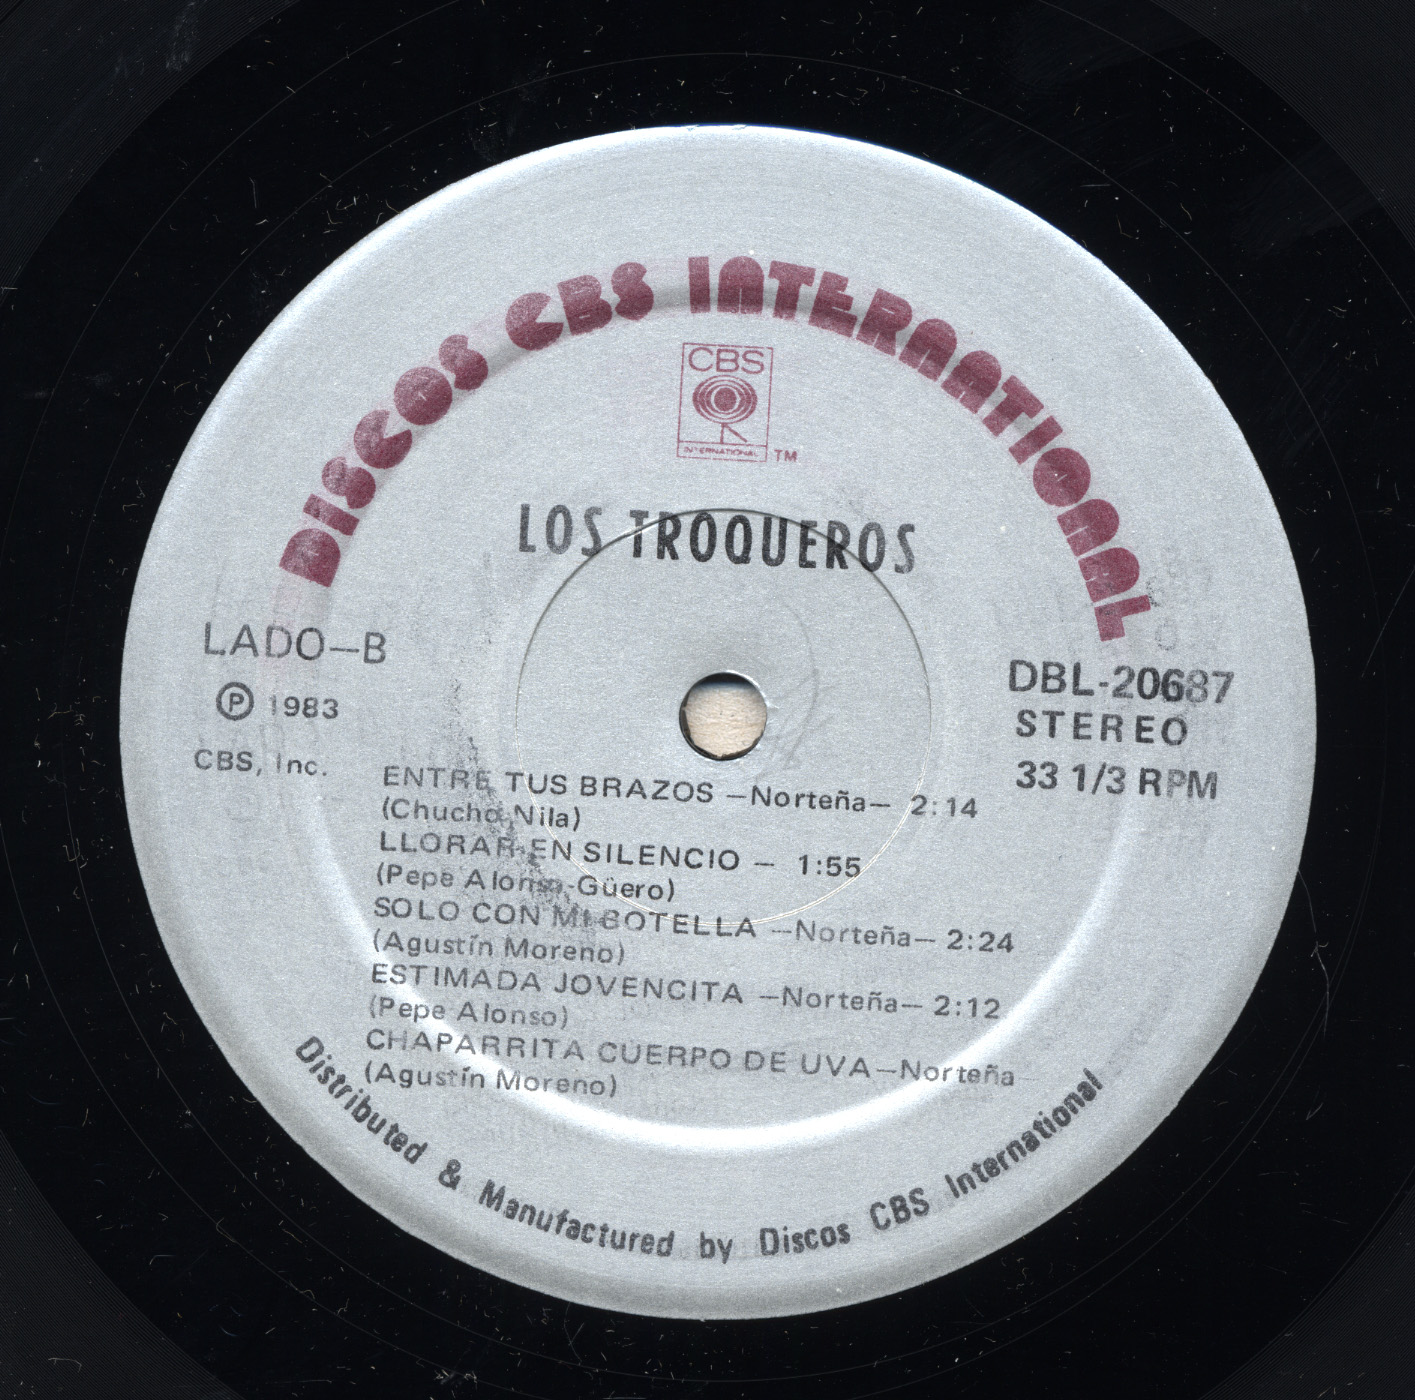 DISCOS CBS INTERNATIONAL
CBS
INTERNATIONAL
TM
LOS TROQUEROS
LADO—B
Ⓟ 1983
CBS, Inc.
DBL-20687
STEREO
33 1/3 RPM
ENTRE TUS BRAZOS —Norteña— 2:14
(Chucho Nila)
LLORAR EN SILENCIO — 1:55
(Pepe Alonso-Güero)
SOLO CON MI BOTELLA —Norteña— 2:24
(Agustín Moreno)
ESTIMADA JOVENCITA —Norteña— 2:12
(Pepe Alonso)
CHAPARRITA CUERPO DE UVA—Norteña—
(Agustín Moreno)
Distributed & Manufactured by Discos CBS International